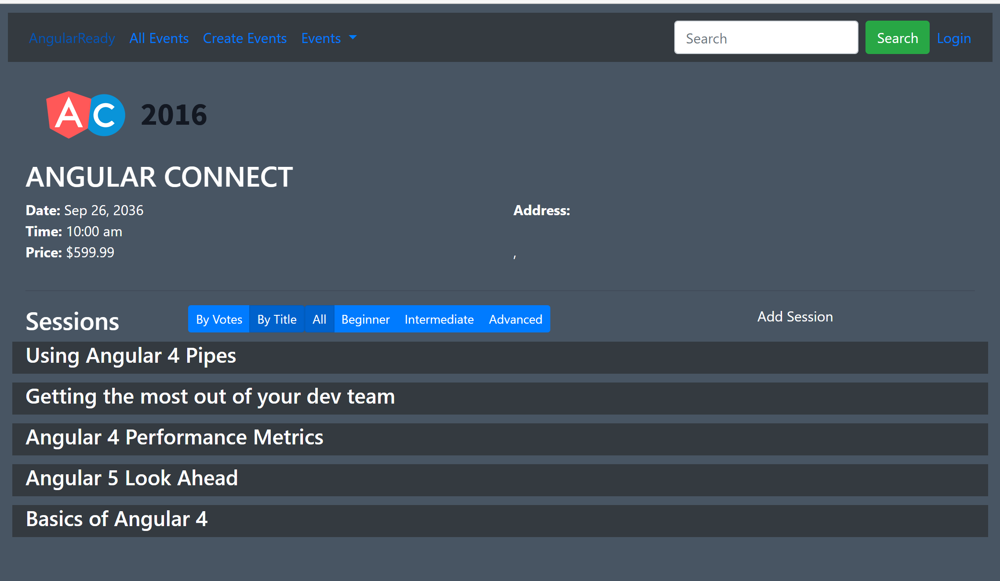 AngularReady All Events Create Events Events Search Search Login
AC 2016
ANGULAR CONNECT
Date: Sep 26, 2036 Address:
Time: 10:00 am
Price: $599.99 ,
Sessions By Votes By Title All Beginner Intermediate Advanced Add Session
Using Angular 4 Pipes
Getting the most out of your dev team
Angular 4 Performance Metrics
Angular 5 Look Ahead
Basics of Angular 4